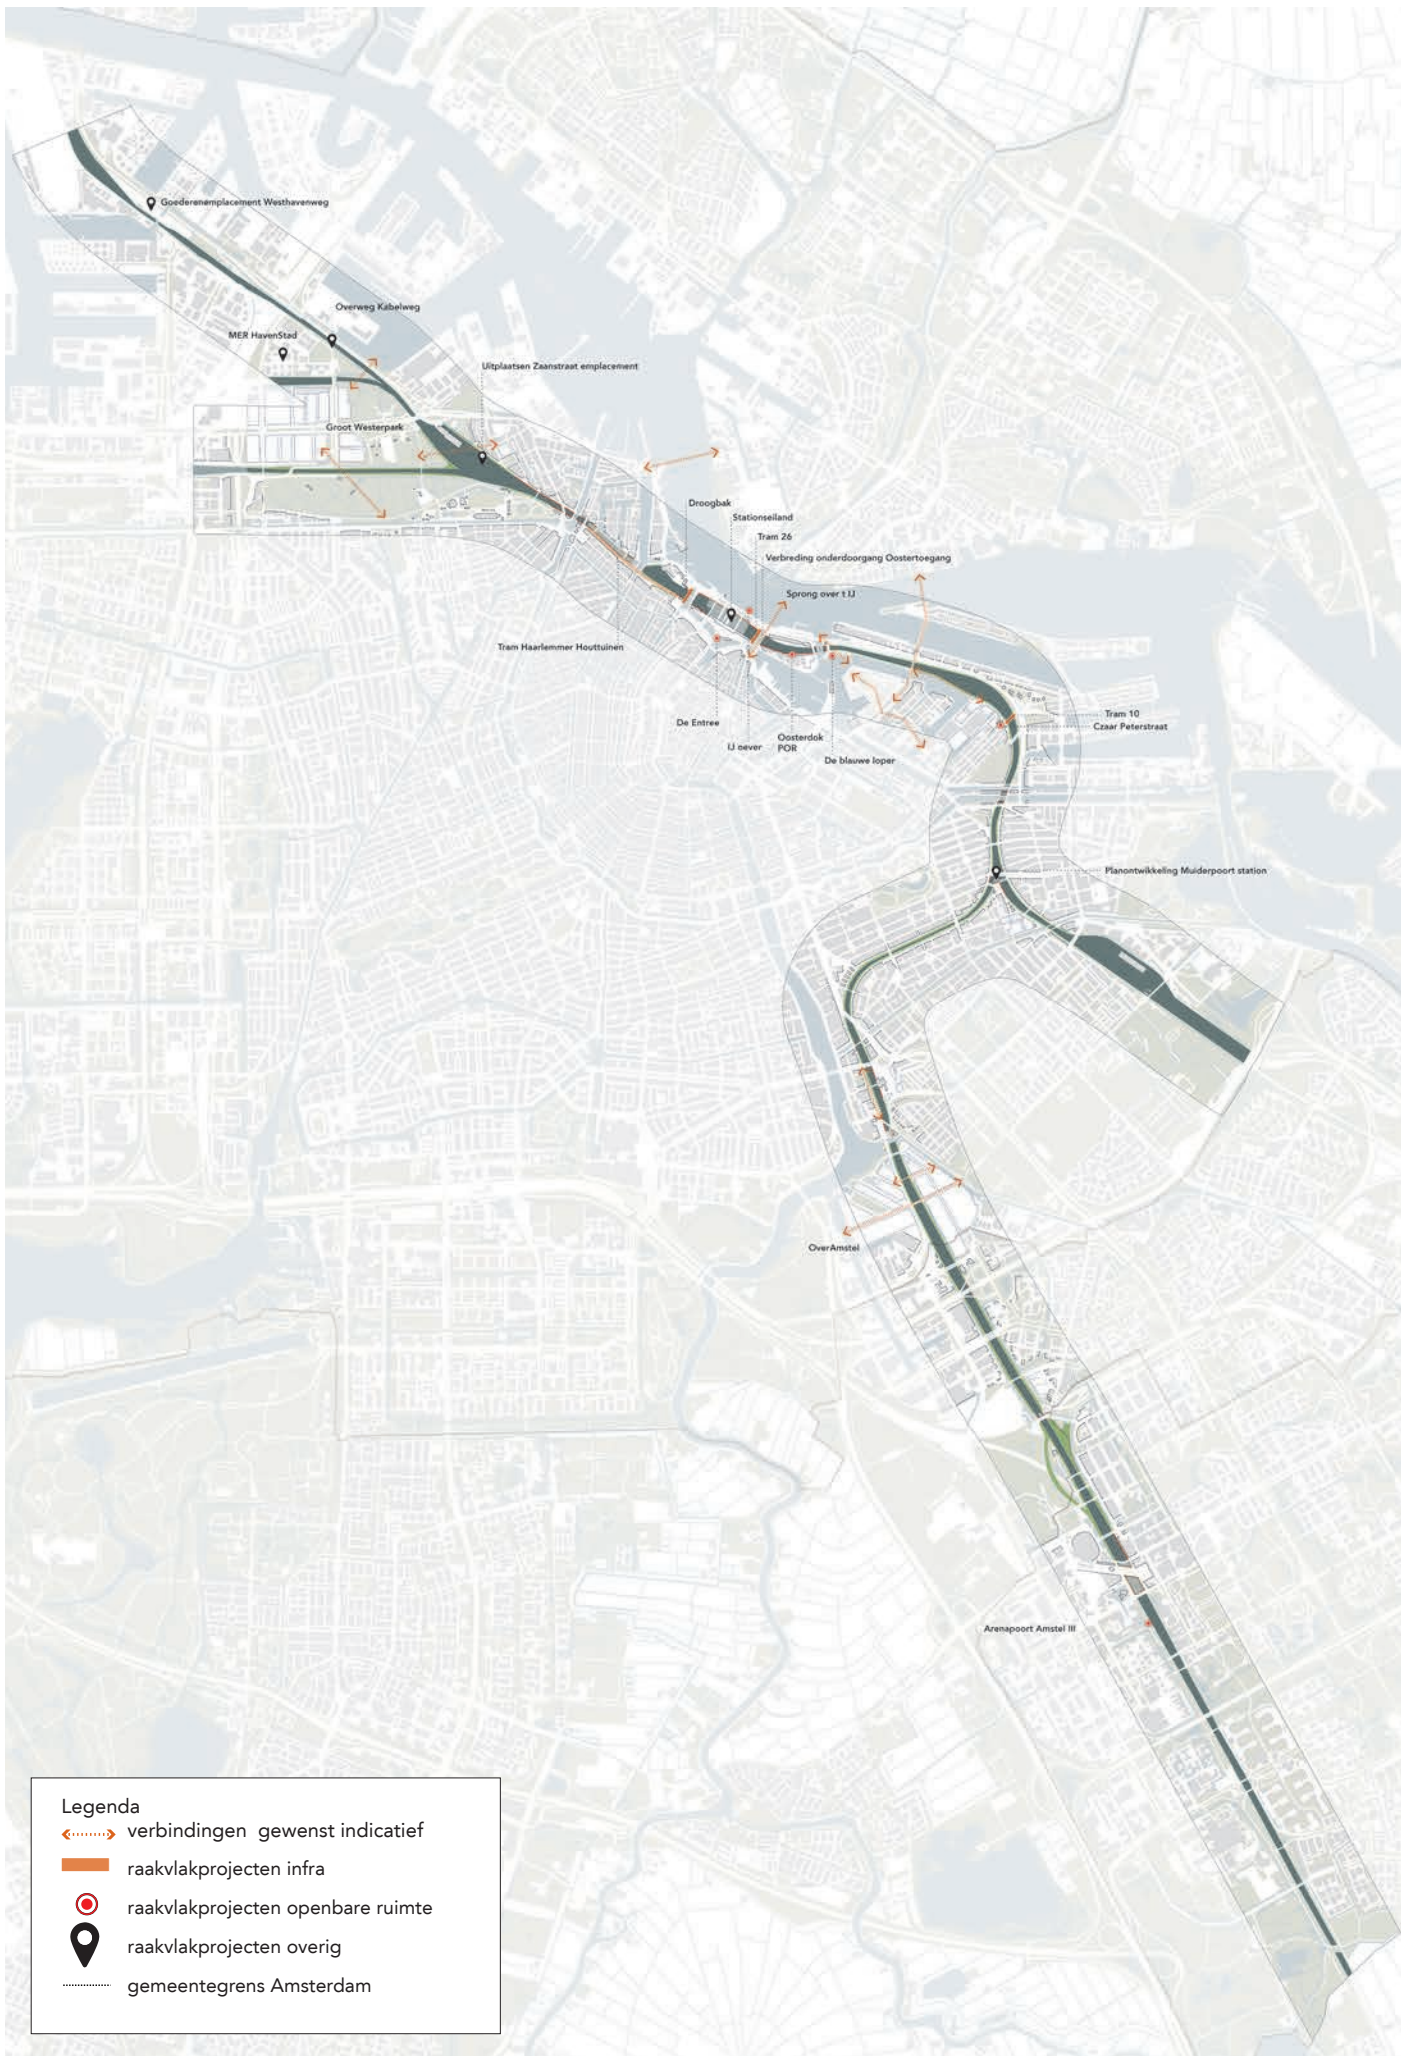 Goederenemplacement Westhavenweg
Overweg Kabelweg
MER HavenStad
Uitplaatsen Zaanstraat emplacement
Groot Westerpark
Droogbak
Stationseiland
Tram 26
Verbreding onderdoorgang Oostertoegang
Sprong over t IJ
Tram Haarlemmer Houttuinen
De Entree
IJ oever
Oosterdok
POR
De blauwe loper
Tram 10
Czaar Peterstraat
Planontwikkeling Muiderpoort station
OverAmstel
Arenapoort Amstel III
Legenda
verbindingen gewenst indicatief
raakvlakprojecten infra
raakvlakprojecten openbare ruimte
raakvlakprojecten overig
gemeentegrens Amsterdam